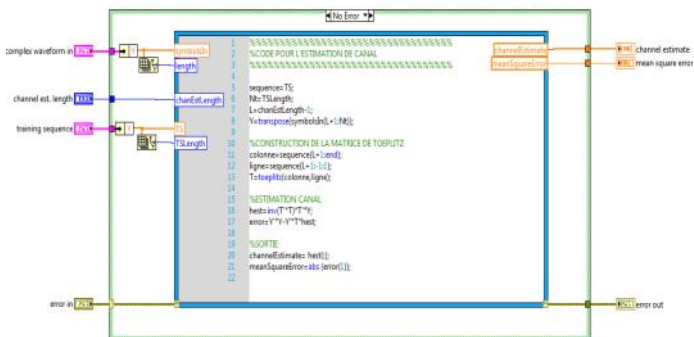 No Error
complex waveform in
Y
symbolsIn
length
channel est. length
chanEstLength
training sequence
Y
TS
TSLength
error in
1 %%%%%%%%%%%%%%%%%%%%%%%%%%%%%%%%%
2 %CODE POUR L'ESTIMATION DE CANAL
3 %%%%%%%%%%%%%%%%%%%%%%%%%%%%%%%%%
4
5 sequence=TS;
6 Nt=TSLength;
7 L=chanEstLength-1;
8 Y=transpose(symbolsIn(L+1:Nt));
9
10 %CONSTRUCTION DE LA MATRICE DE TOEPLITZ
11 colonne=sequence(L+1:end);
12 ligne=sequence(L+1:-1:1);
13 T=toeplitz(colonne,ligne);
14
15 %ESTIMATION CANAL
16 hest=inv(T'*T)*T'*Y;
17 error=Y'*Y-Y'*T*hest;
18
19 %SORTIE
20 channelEstimate= hest(:);
21 meanSquareError=abs (error(1));
22
channelEstimate
meanSquareError
channel estimate
mean square error
error out